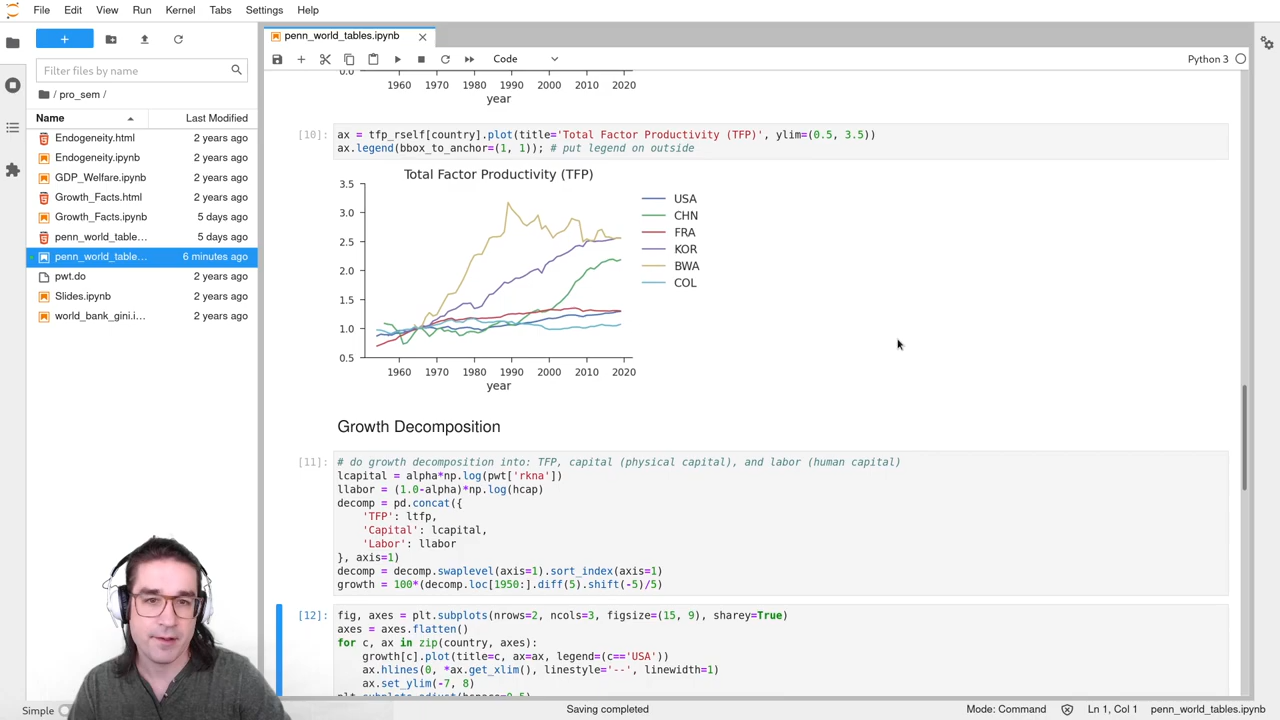 File Edit View Run Kernel Tabs Settings Help
+
Filter files by name
/ pro_sem /
Name Last Modified
Endogeneity.html 2 years ago
Endogeneity.ipynb 2 years ago
GDP_Welfare.ipynb 2 years ago
Growth_Facts.html 2 years ago
Growth_Facts.ipynb 5 days ago
penn_world_table... 5 days ago
penn_world_table... 6 minutes ago
pwt.do 2 years ago
Slides.ipynb 2 years ago
world_bank_gini.i... 2 years ago
penn_world_tables.ipynb
Code
Python 3
0.0
1960 1970 1980 1990 2000 2010 2020
year
[10]:
ax = tfp_rself[country].plot(title='Total Factor Productivity (TFP)', ylim=(0.5, 3.5))
ax.legend(bbox_to_anchor=(1, 1)); # put legend on outside
Total Factor Productivity (TFP)
3.5
3.0
2.5
2.0
1.5
1.0
0.5
1960 1970 1980 1990 2000 2010 2020
year
USA
CHN
FRA
KOR
BWA
COL
Growth Decomposition
[11]:
# do growth decomposition into: TFP, capital (physical capital), and labor (human capital)
lcapital = alpha*np.log(pwt['rkna'])
llabor = (1.0-alpha)*np.log(hcap)
decomp = pd.concat({
'TFP': ltfp,
'Capital': lcapital,
'Labor': llabor
}, axis=1)
decomp = decomp.swaplevel(axis=1).sort_index(axis=1)
growth = 100*(decomp.loc[1950:].diff(5).shift(-5)/5)
[12]:
fig, axes = plt.subplots(nrows=2, ncols=3, figsize=(15, 9), sharey=True)
axes = axes.flatten()
for c, ax in zip(country, axes):
growth[c].plot(title=c, ax=ax, legend=(c=='USA'))
ax.hlines(0, *ax.get_xlim(), linestyle='--', linewidth=1)
ax.set_ylim(-7, 8)
Simple
Saving completed
Mode: Command
Ln 1, Col 1
penn_world_tables.ipynb